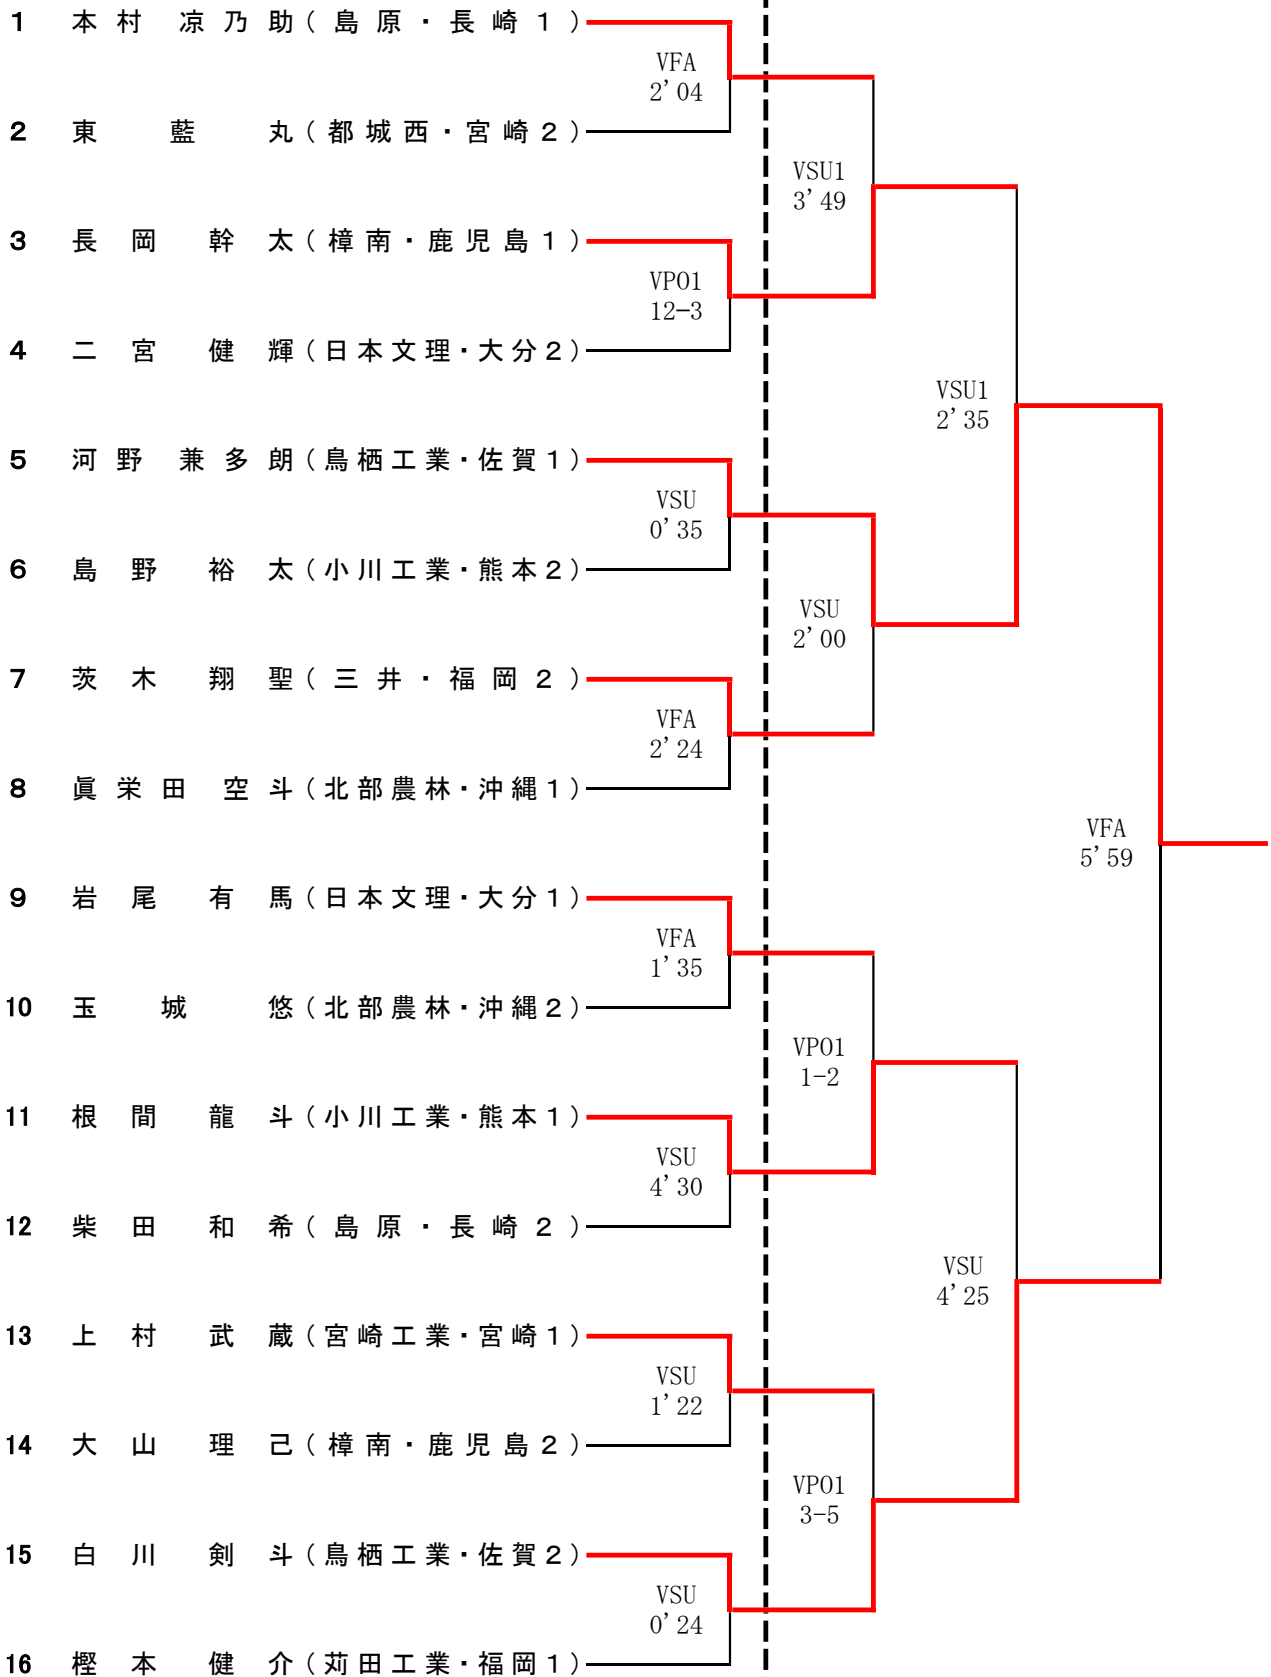 1 本村 凉乃助(島原・長崎1)
VFA
2’04
2 東 藍丸(都城西・宮崎2)
VSU1
3’49
3 長岡 幹太(樟南・鹿児島1)
VPO1
12−3
4 二宮 健輝(日本文理・大分2)
VSU1
2’35
5 河野 兼多朗(鳥栖工業・佐賀1)
VSU
0’35
6 島野 裕太(小川工業・熊本2)
VSU
2’00
7 茨木 翔聖(三井・福岡2)
VFA
2’24
8 眞栄田 空斗(北部農林・沖縄1)
VFA
5’59
9 岩尾 有馬(日本文理・大分1)
VFA
1’35
10 玉城 悠(北部農林・沖縄2)
VPO1
1−2
11 根間 龍斗(小川工業・熊本1)
VSU
4’30
12 柴田 和希(島原・長崎2)
VSU
4’25
13 上村 武蔵(宮崎工業・宮崎1)
VSU
1’22
14 大山 理己(樟南・鹿児島2)
VPO1
3−5
15 白川 剣斗(鳥栖工業・佐賀2)
VSU
0’24
16 樫本 健介(苅田工業・福岡1)